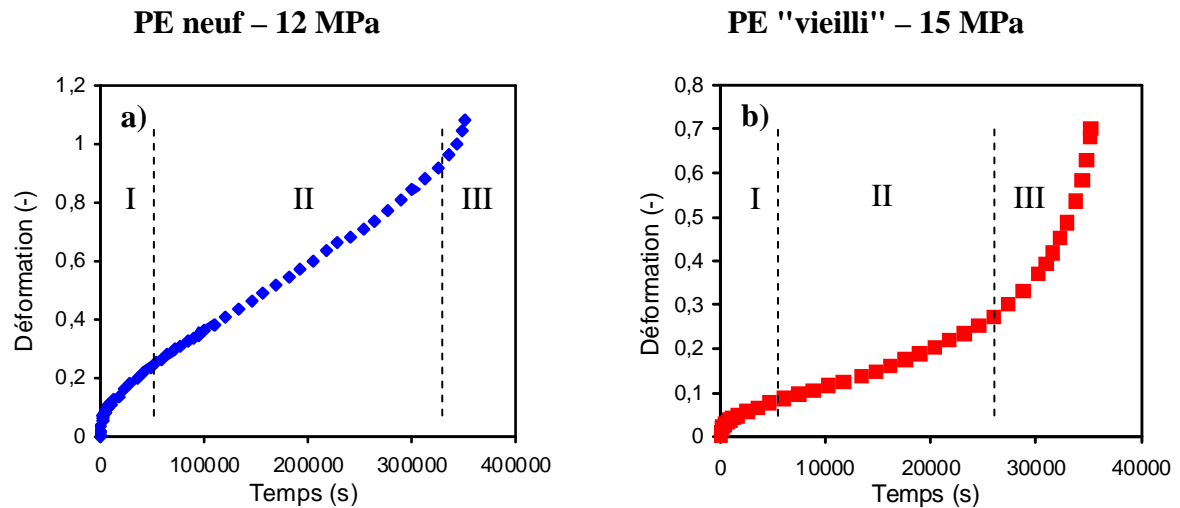 PE neuf – 12 MPa
PE "vieilli" – 15 MPa
a)
I
II
III
1,2
1
0,8
0,6
0,4
0,2
0
0
100000
200000
300000
400000
Déformation (-)
Temps (s)
b)
I
II
III
0,8
0,7
0,6
0,5
0,4
0,3
0,2
0,1
0
0
10000
20000
30000
40000
Déformation (-)
Temps (s)